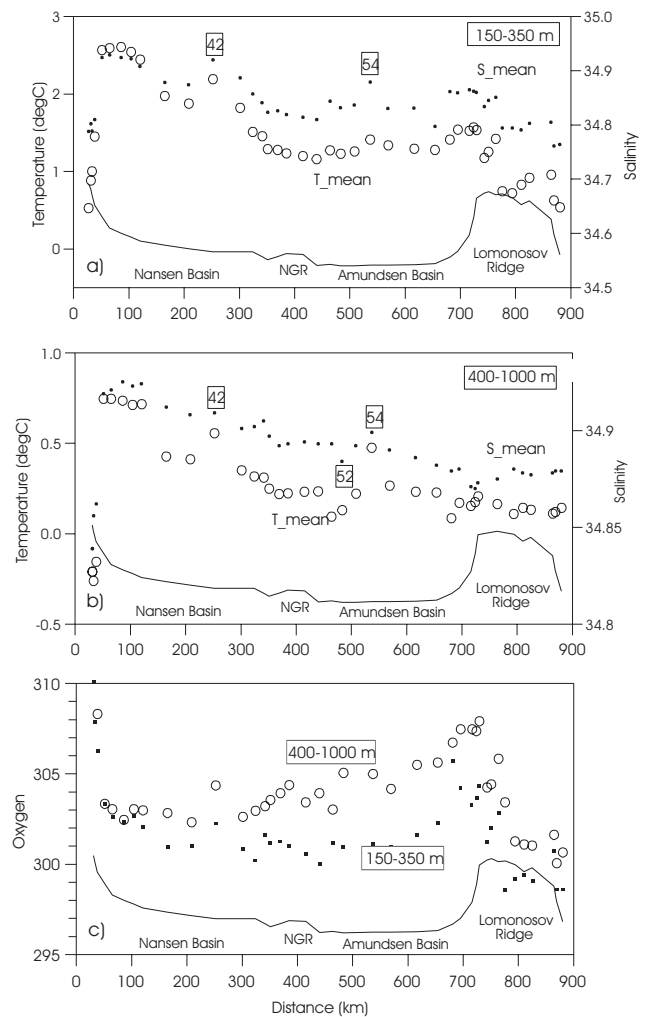 3
2
1
0
Temperature (degC)
35.0
34.9
34.8
34.7
34.6
34.5
Salinity
150-350 m
42
54
S_mean
T_mean
a)
Nansen Basin
NGR
Amundsen Basin
Lomonosov
Ridge
0 100 200 300 400 500 600 700 800 900
1.0
0.5
0.0
-0.5
Temperature (degC)
34.9
34.85
34.8
Salinity
400-1000 m
42
54
52
S_mean
T_mean
b)
Nansen Basin
NGR
Amundsen Basin
Lomonosov
Ridge
0 100 200 300 400 500 600 700 800 900
310
305
300
295
Oxygen
400-1000 m
150-350 m
c)
Nansen Basin
NGR
Amundsen Basin
Lomonosov
Ridge
0 100 200 300 400 500 600 700 800 900
Distance (km)